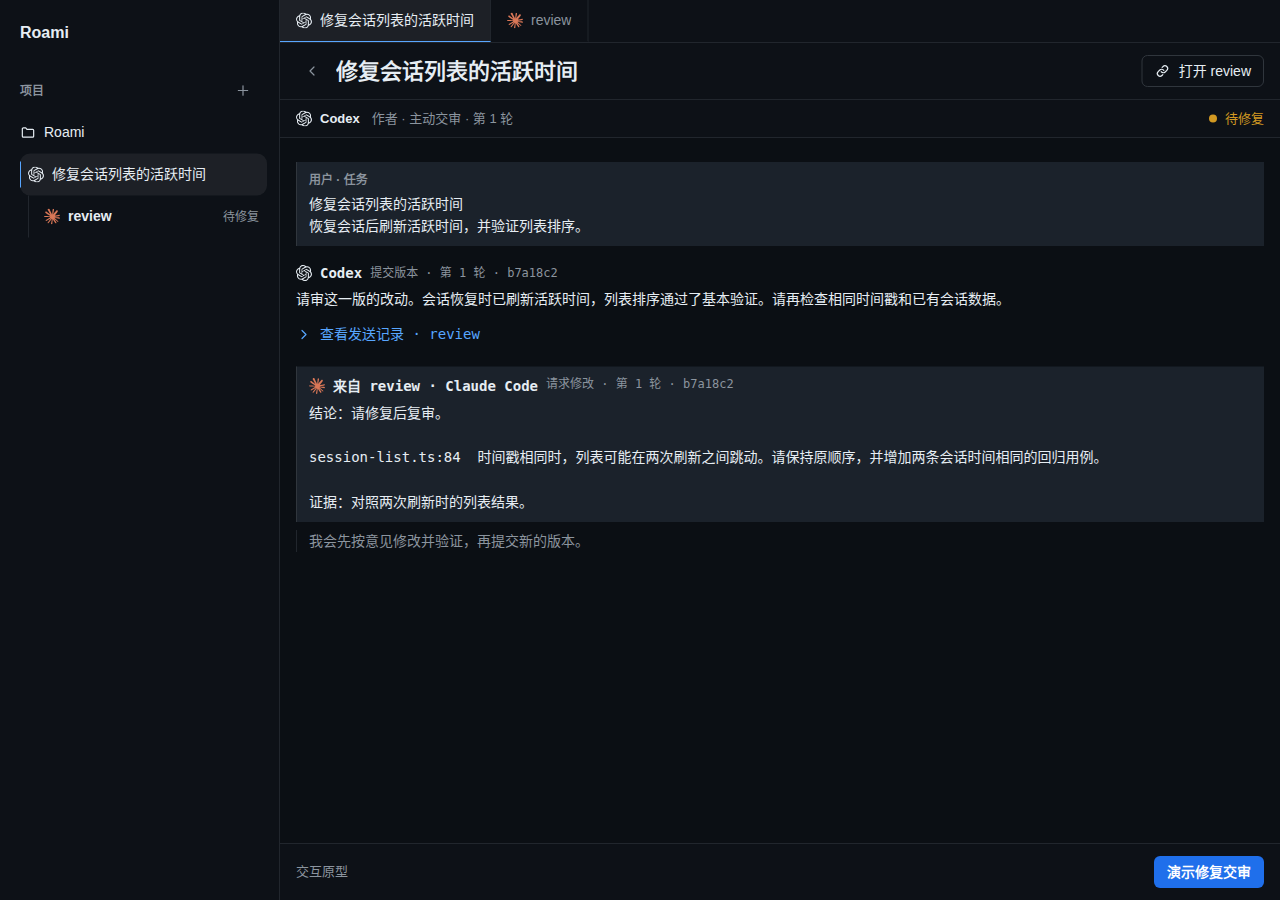 Roami
项目
Roami
修复会话列表的活跃时间
review 待修复
修复会话列表的活跃时间 review
修复会话列表的活跃时间 打开 review
Codex 作者 · 主动交审 · 第 1 轮 待修复
用户 · 任务
修复会话列表的活跃时间
恢复会话后刷新活跃时间，并验证列表排序。
Codex 提交版本 · 第 1 轮 · b7a18c2
请审这一版的改动。会话恢复时已刷新活跃时间，列表排序通过了基本验证。请再检查相同时间戳和已有会话数据。
查看发送记录 · review
来自 review · Claude Code 请求修改 · 第 1 轮 · b7a18c2
结论：请修复后复审。
session-list.ts:84 时间戳相同时，列表可能在两次刷新之间跳动。请保持原顺序，并增加两条会话时间相同的回归用例。
证据：对照两次刷新时的列表结果。
我会先按意见修改并验证，再提交新的版本。
交互原型 演示修复交审